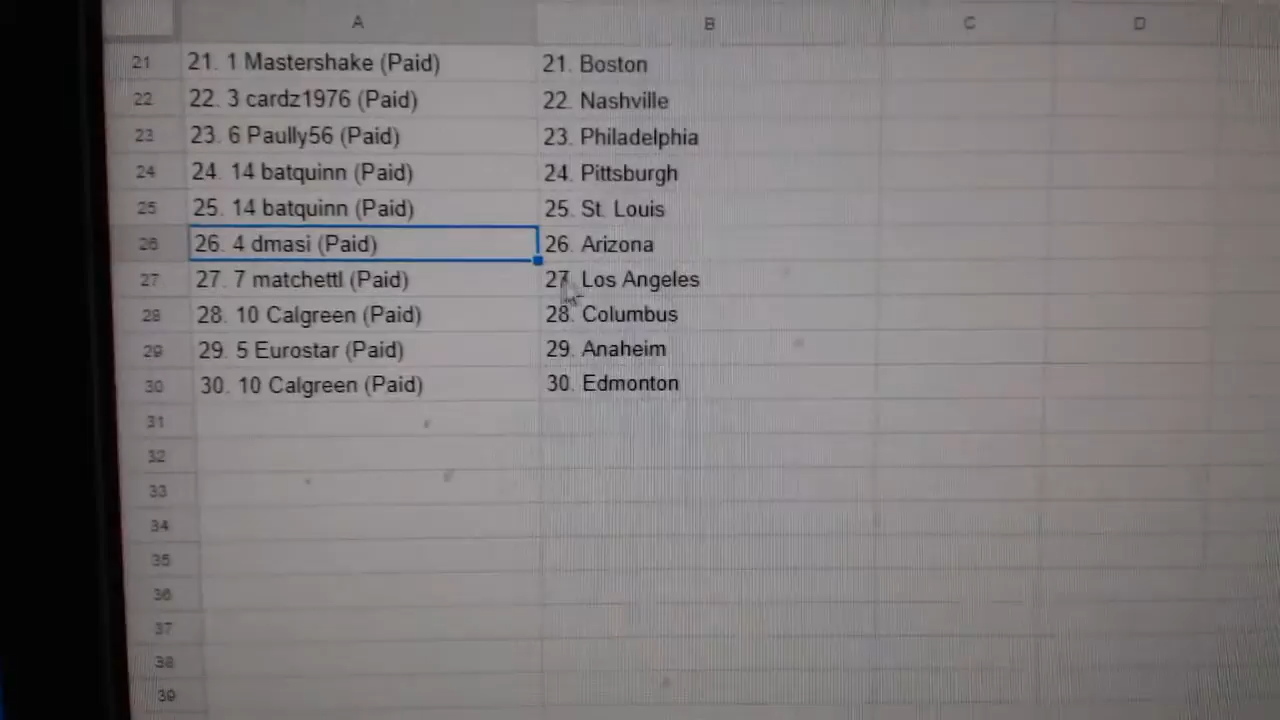 A B C D
21 21. 1 Mastershake (Paid) 21. Boston
22 22. 3 cardz1976 (Paid) 22. Nashville
23 23. 6 Paully56 (Paid) 23. Philadelphia
24 24. 14 batquinn (Paid) 24. Pittsburgh
25 25. 14 batquinn (Paid) 25. St. Louis
26 26. 4 dmasi (Paid) 26. Arizona
27 27. 7 matchettl (Paid) 27. Los Angeles
28 28. 10 Calgreen (Paid) 28. Columbus
29 29. 5 Eurostar (Paid) 29. Anaheim
30 30. 10 Calgreen (Paid) 30. Edmonton
31
32
33
34
35
36
37
38
39